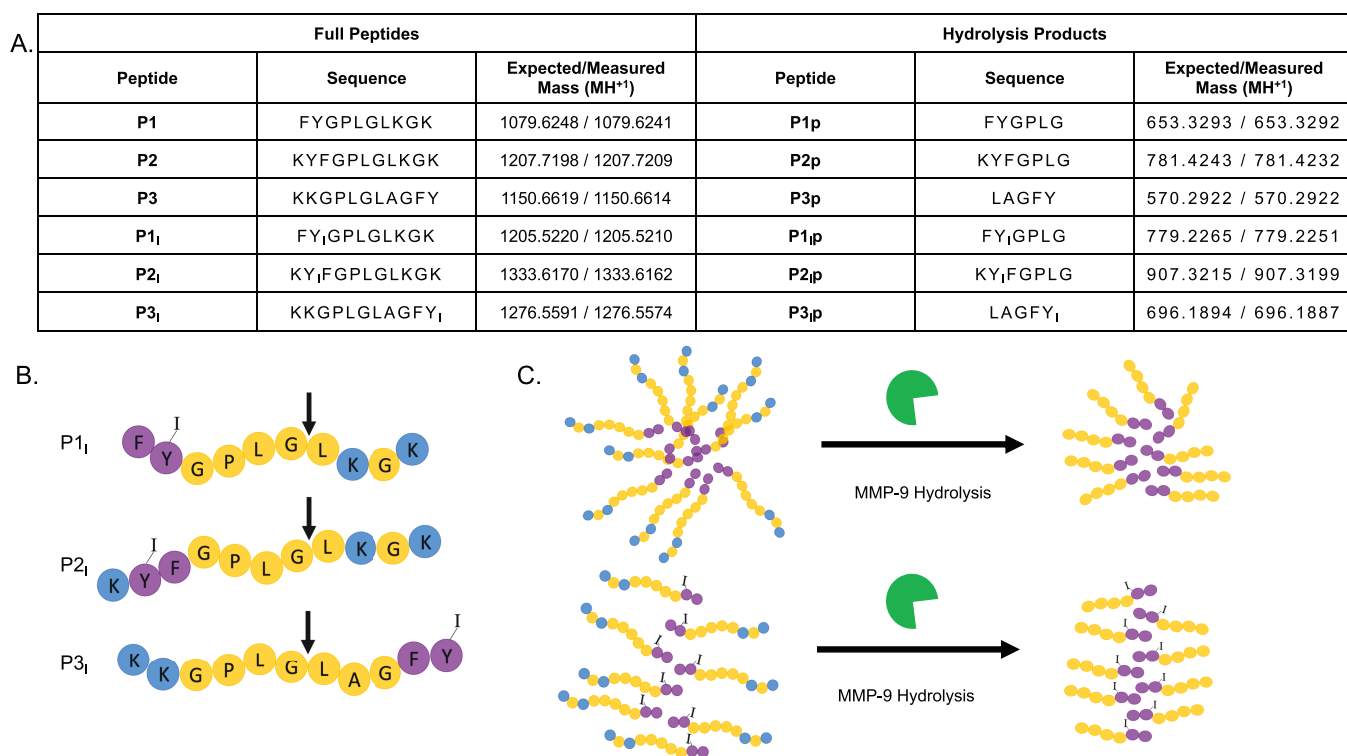 A.
Full Peptides Hydrolysis Products
Peptide Sequence Expected/Measured Mass (MH+1) Peptide Sequence Expected/Measured Mass (MH+1)
P1 FYGPLGLKGK 1079.6248 / 1079.6241 P1p FYGPLG 653.3293 / 653.3292
P2 KYFGPLGLKGK 1207.7198 / 1207.7209 P2p KYFGPLG 781.4243 / 781.4232
P3 KKGPLGLAGFY 1150.6619 / 1150.6614 P3p LAGFY 570.2922 / 570.2922
P1I FYIGPLGLKGK 1205.5220 / 1205.5210 P1Ip FYIGPLG 779.2265 / 779.2251
P2I KYIFGPLGLKGK 1333.6170 / 1333.6162 P2Ip KYIFGPLG 907.3215 / 907.3199
P3I KKGPLGLAGFYI 1276.5591 / 1276.5574 P3Ip LAGFYI 696.1894 / 696.1887
B.
I
P1I F Y G P L G L K G K
I
P2I K Y F G P L G L K G K
I
P3I K K G P L G L A G F Y
C.
MMP-9 Hydrolysis
I I I I I I I I
MMP-9 Hydrolysis
I I I I I I I I